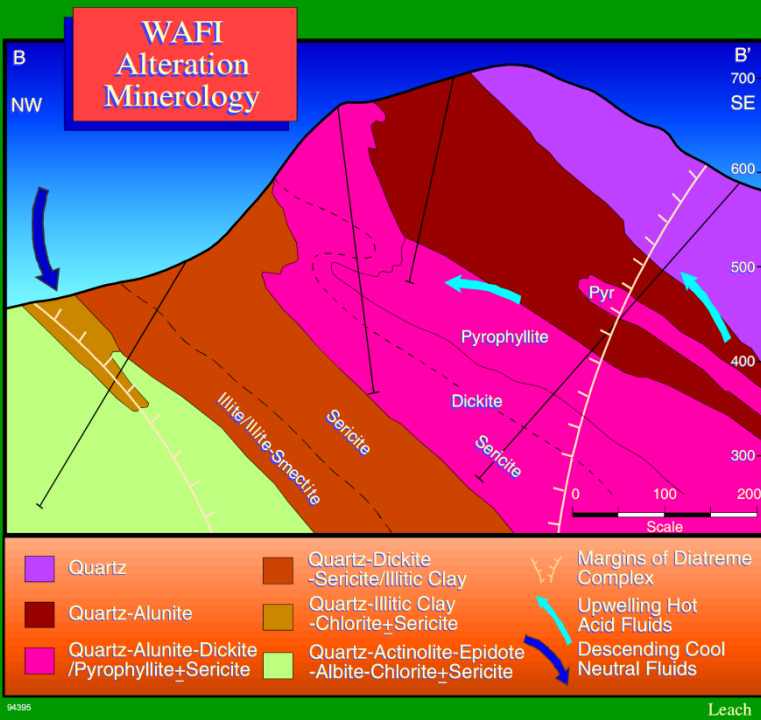 WAFI
Alteration
Minerology
B
NW
B'
700
SE
600
500
400
300
Pyr
Pyrophyllite
Dickite
Sericite
Sericite
Illite/Illite-Smectite
0 100 200
Scale
Quartz
Quartz-Alunite
Quartz-Alunite-Dickite
/Pyrophyllite±Sericite
Quartz-Dickite
-Sericite/Illitic Clay
Quartz-Illitic Clay
-Chlorite±Sericite
Quartz-Actinolite-Epidote
-Albite-Chlorite±Sericite
Margins of Diatreme
Complex
Upwelling Hot
Acid Fluids
Descending Cool
Neutral Fluids
94395
Leach